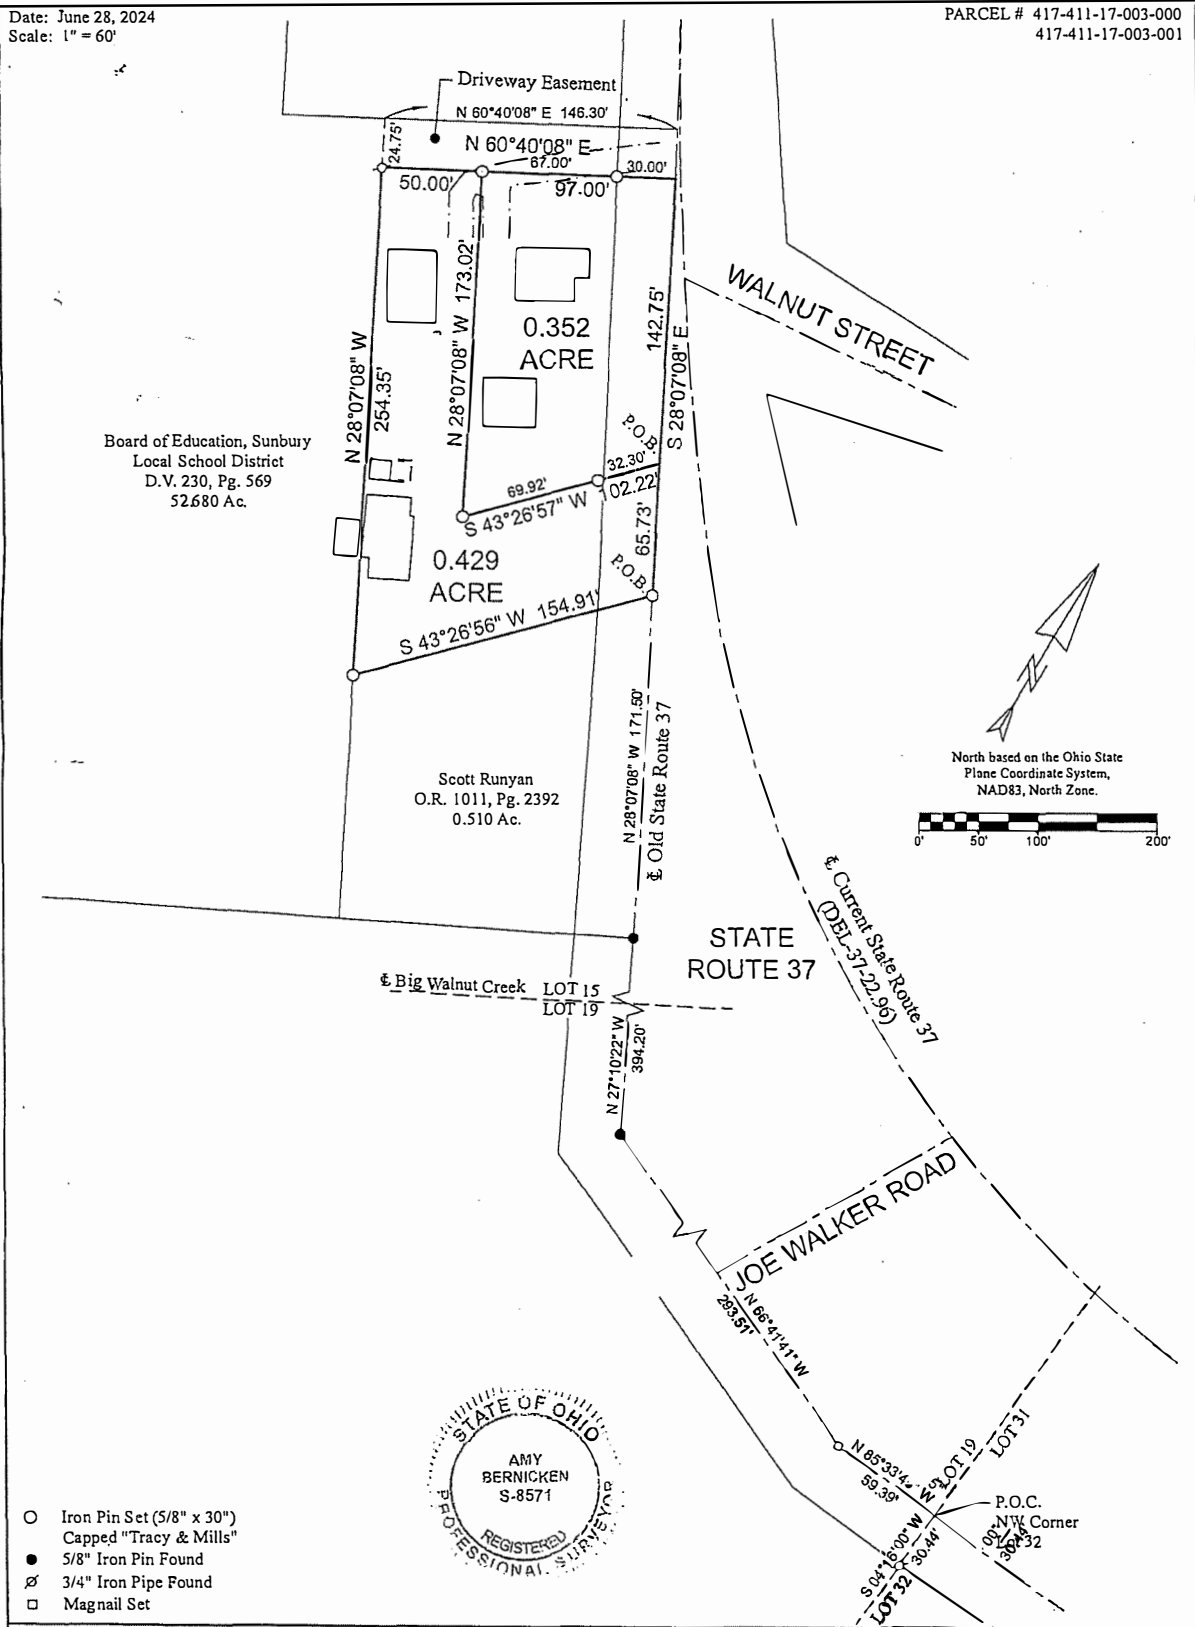 Date: June 28, 2024
Scale: 1" = 60'
PARCEL # 417-411-17-003-000
417-411-17-003-001
Driveway Easement
N 60°40'08" E 146.30'
24.75'
N 60°40'08" E
67.00'
30.00'
50.00'
97.00'
WALNUT STREET
N 28°07'08" W
254.35'
N 28°07'08" W 173.02'
0.352
ACRE
142.75'
S 28°07'08" E
P.O.B.
32.30'
69.92'
S 43°26'57" W 102.22'
65.73'
P.O.B.
Board of Education, Sunbury
Local School District
D.V. 230, Pg. 569
52.680 Ac.
0.429
ACRE
S 43°26'56" W 154.91'
N 28°07'08" W 171.50'
℄ Old State Route 37
Scott Runyan
O.R. 1011, Pg. 2392
0.510 Ac.
N
North based on the Ohio State
Plane Coordinate System,
NAD83, North Zone.
0' 50' 100' 200'
℄ Current State Route 37
(DEL-37-22.96)
STATE
ROUTE 37
℄ Big Walnut Creek
LOT 15
LOT 19
N 27°10'22" W
394.20'
JOE WALKER ROAD
N 66°41'41" W
293.51'
STATE OF OHIO
AMY
BERNICKEN
S-8571
REGISTERED
PROFESSIONAL SURVEYOR
LOT 19
LOT 31
59.39'
P.O.C.
NW Corner
S 04°16'00" W
30.44'
LOT 32
Iron Pin Set (5/8" x 30")
Capped "Tracy & Mills"
5/8" Iron Pin Found
3/4" Iron Pipe Found
Magnail Set